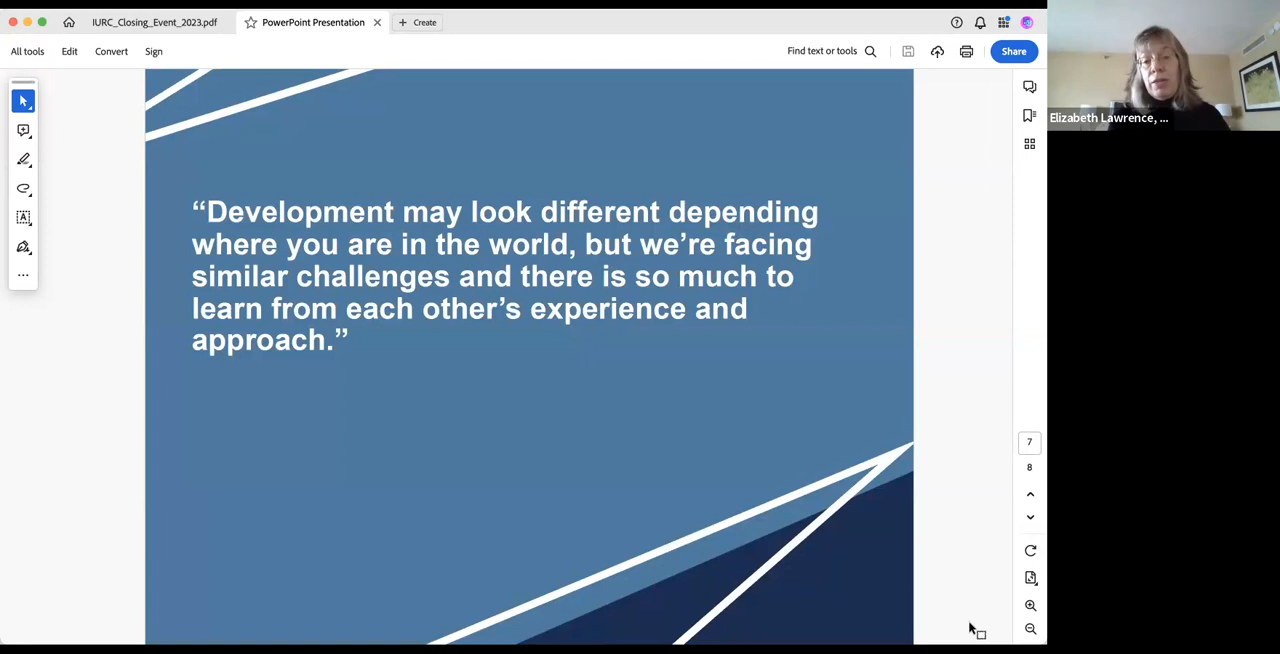 IURC_Closing_Event_2023.pdf
PowerPoint Presentation
Create
All tools
Edit
Convert
Sign
Find text or tools
Share
Elizabeth Lawrence, ...
“Development may look different depending
where you are in the world, but we’re facing
similar challenges and there is so much to
learn from each other’s experience and
approach.”
7
8